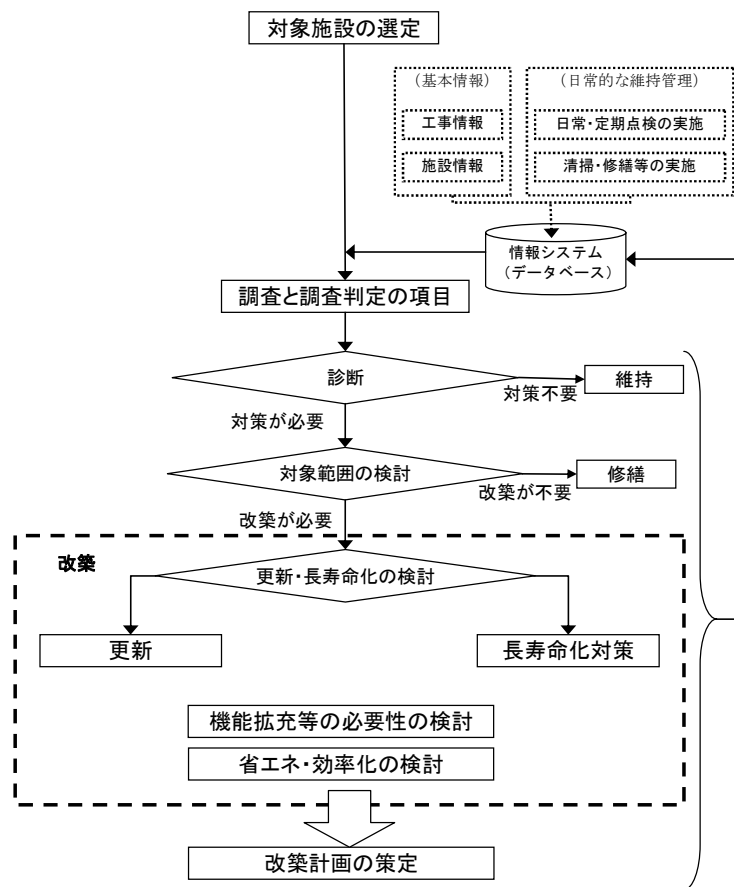 対象施設の選定
（基本情報）
（日常的な維持管理）
工事情報
日常・定期点検の実施
施設情報
清掃・修繕等の実施
情報システム
（データベース）
調査と調査判定の項目
診断
維持
対策不要
対策が必要
対象範囲の検討
修繕
改築が不要
改築が必要
改築
更新・長寿命化の検討
更新
長寿命化対策
機能拡充等の必要性の検討
省エネ・効率化の検討
改築計画の策定